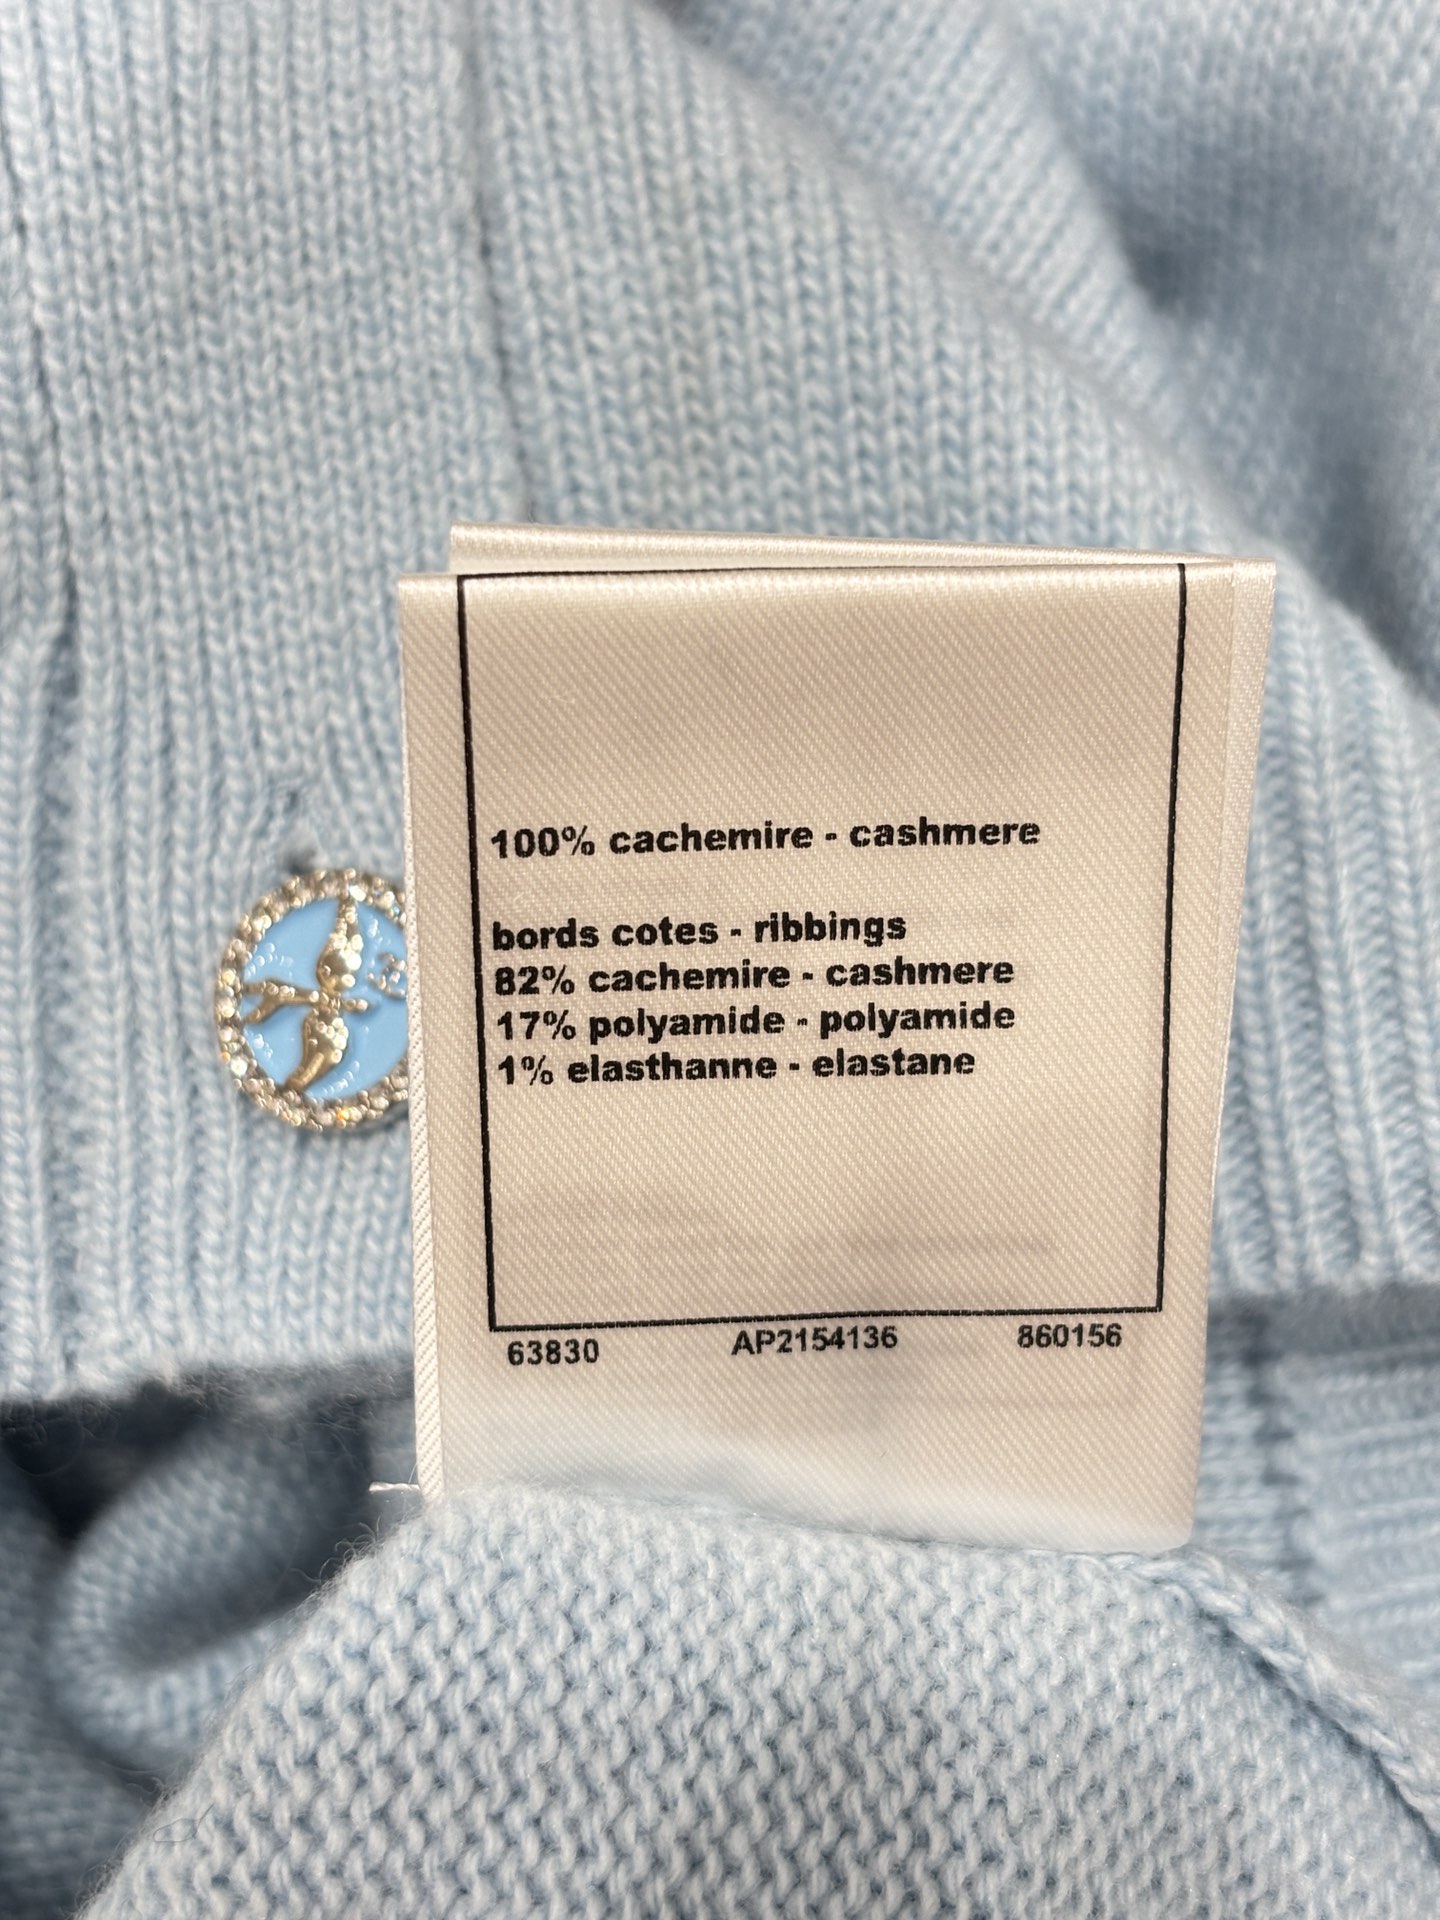 100% cachemire - cashmere
bords cotes - ribbings
82% cachemire - cashmere
17% polyamide - polyamide
1% elasthanne - elastane
63830 AP2154136 860156